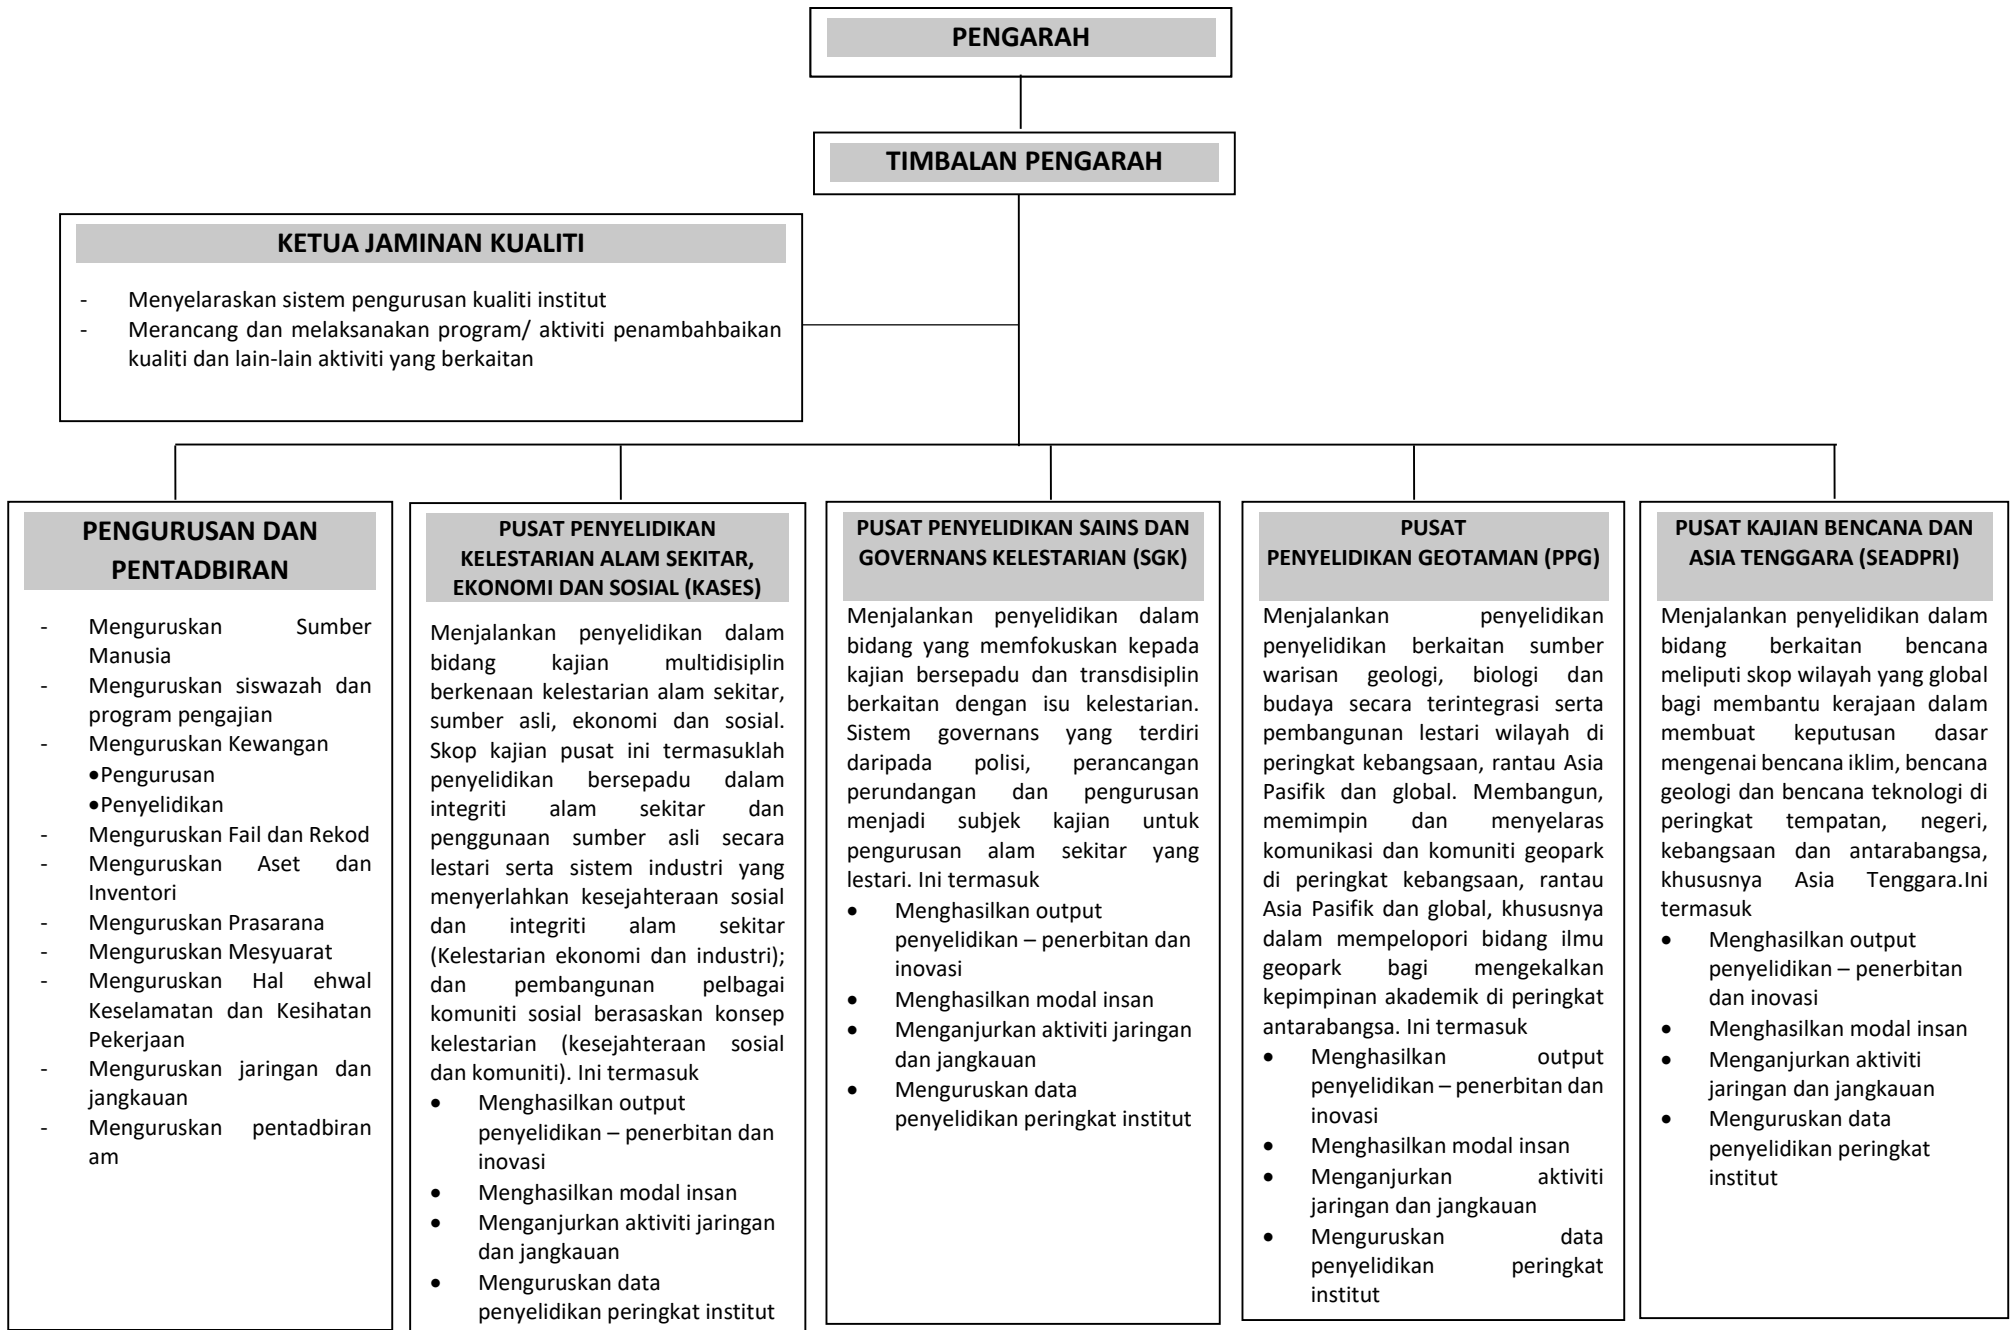 PENGARAH
TIMBALAN PENGARAH
KETUA JAMINAN KUALITI
- Menyelaraskan sistem pengurusan kualiti institut
- Merancang dan melaksanakan program/ aktiviti penambahbaikan
kualiti dan lain-lain aktiviti yang berkaitan
PENGURUSAN DAN
PENTADBIRAN
- Menguruskan Sumber
Manusia
- Menguruskan siswazah dan
program pengajian
- Menguruskan Kewangan
•Pengurusan
•Penyelidikan
- Menguruskan Fail dan Rekod
- Menguruskan Aset dan
Inventori
- Menguruskan Prasarana
- Menguruskan Mesyuarat
- Menguruskan Hal ehwal
Keselamatan dan Kesihatan
Pekerjaan
- Menguruskan jaringan dan
jangkauan
- Menguruskan pentadbiran
am
PUSAT PENYELIDIKAN
KELESTARIAN ALAM SEKITAR,
EKONOMI DAN SOSIAL (KASES)
Menjalankan penyelidikan dalam
bidang kajian multidisiplin
berkenaan kelestarian alam sekitar,
sumber asli, ekonomi dan sosial.
Skop kajian pusat ini termasuklah
penyelidikan bersepadu dalam
integriti alam sekitar dan
penggunaan sumber asli secara
lestari serta sistem industri yang
menyerlahkan kesejahteraan sosial
dan integriti alam sekitar
(Kelestarian ekonomi dan industri);
dan pembangunan pelbagai
komuniti sosial berasaskan konsep
kelestarian (kesejahteraan sosial
dan komuniti). Ini termasuk
• Menghasilkan output
penyelidikan – penerbitan dan
inovasi
• Menghasilkan modal insan
• Menganjurkan aktiviti jaringan
dan jangkauan
• Menguruskan data
penyelidikan peringkat institut
PUSAT PENYELIDIKAN SAINS DAN
GOVERNANS KELESTARIAN (SGK)
Menjalankan penyelidikan dalam
bidang yang memfokuskan kepada
kajian bersepadu dan transdisiplin
berkaitan dengan isu kelestarian.
Sistem governans yang terdiri
daripada polisi, perancangan
perundangan dan pengurusan
menjadi subjek kajian untuk
pengurusan alam sekitar yang
lestari. Ini termasuk
• Menghasilkan output
penyelidikan – penerbitan dan
inovasi
• Menghasilkan modal insan
• Menganjurkan aktiviti jaringan
dan jangkauan
• Menguruskan data
penyelidikan peringkat institut
PUSAT
PENYELIDIKAN GEOTAMAN (PPG)
Menjalankan penyelidikan
penyelidikan berkaitan sumber
warisan geologi, biologi dan
budaya secara terintegrasi serta
pembangunan lestari wilayah di
peringkat kebangsaan, rantau Asia
Pasifik dan global. Membangun,
memimpin dan menyelaras
komunikasi dan komuniti geopark
di peringkat kebangsaan, rantau
Asia Pasifik dan global, khususnya
dalam mempelopori bidang ilmu
geopark bagi mengekalkan
kepimpinan akademik di peringkat
antarabangsa. Ini termasuk
• Menghasilkan output
penyelidikan – penerbitan dan
inovasi
• Menghasilkan modal insan
• Menganjurkan aktiviti
jaringan dan jangkauan
• Menguruskan data
penyelidikan peringkat
institut
PUSAT KAJIAN BENCANA DAN
ASIA TENGGARA (SEADPRI)
Menjalankan penyelidikan dalam
bidang berkaitan bencana
meliputi skop wilayah yang global
bagi membantu kerajaan dalam
membuat keputusan dasar
mengenai bencana iklim, bencana
geologi dan bencana teknologi di
peringkat tempatan, negeri,
kebangsaan dan antarabangsa,
khususnya Asia Tenggara.Ini
termasuk
• Menghasilkan output
penyelidikan – penerbitan
dan inovasi
• Menghasilkan modal insan
• Menganjurkan aktiviti
jaringan dan jangkauan
• Menguruskan data
penyelidikan peringkat
institut